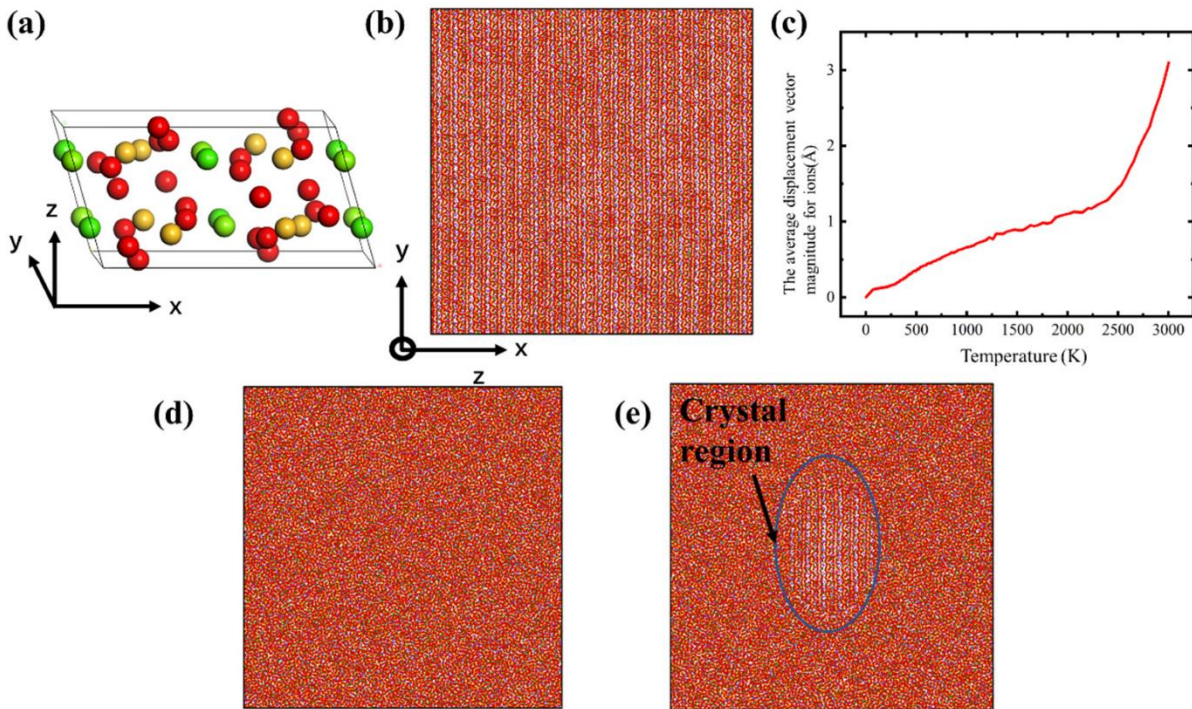 (a)
z
y
x
(b)
y
x
z
(c)
The average displacement vector
magnitude for ions(Å)
3
2
1
0
0 500 1000 1500 2000 2500 3000
Temperature (K)
(d)
(e)
Crystal
region